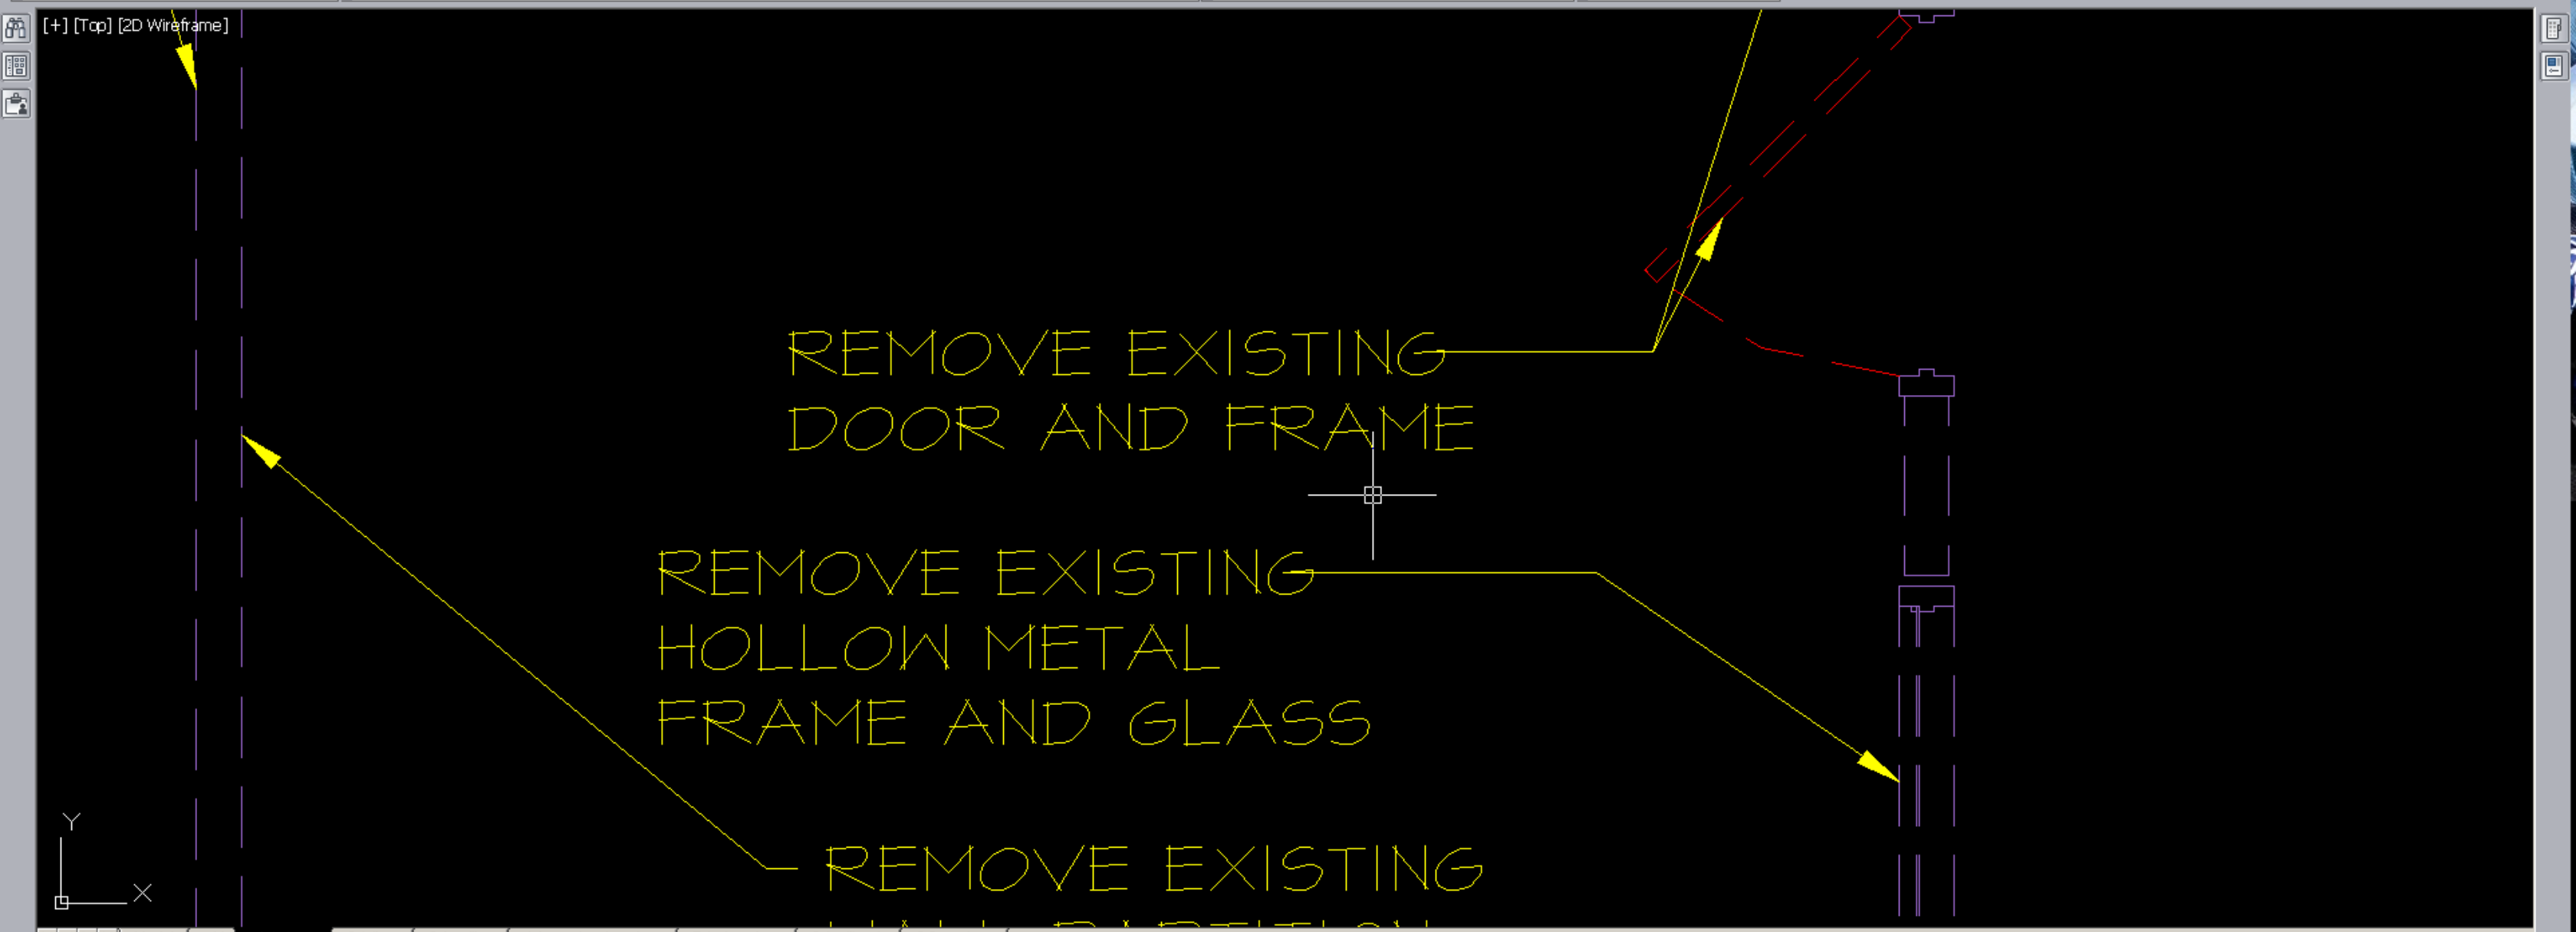 [+] [Top] [2D Wireframe]
REMOVE EXISTING
DOOR AND FRAME
REMOVE EXISTING
HOLLOW METAL
FRAME AND GLASS
REMOVE EXISTING
Y
X